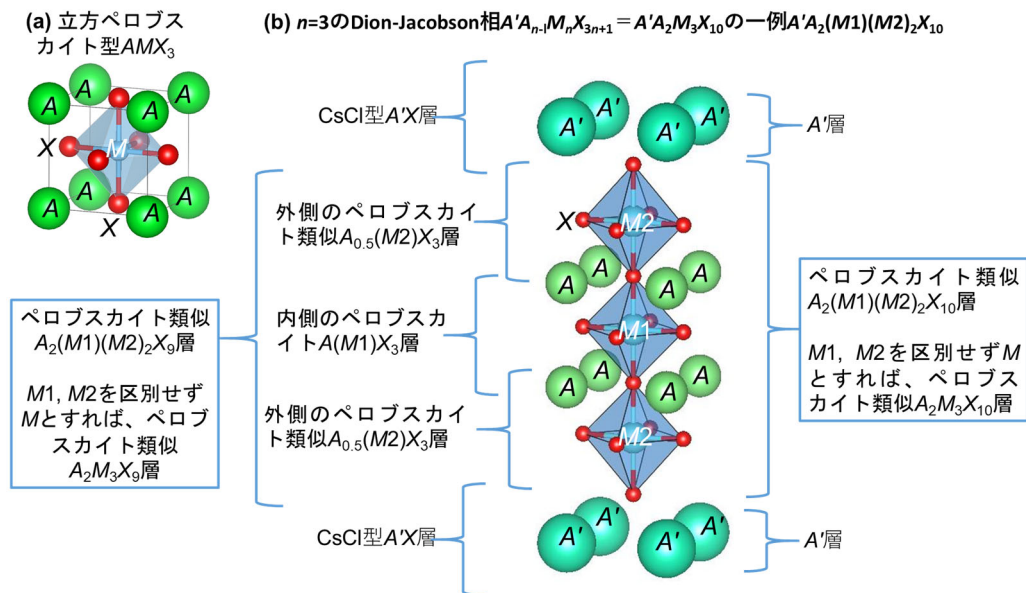 (a) 立方ペロブス
カイト型AMX3
(b) n=3のDion-Jacobson相A'An-1MnX3n+1＝A'A2M3X10の一例A'A2(M1)(M2)2X10
A
A
A
A
X
M
A
A
A
A
X
CsCl型A'X層
A'
A'
A'
A'
A'層
外側のペロブスカイ
ト類似A0.5(M2)X3層
X
M2
A
A
A
A
内側のペロブスカ
イトA(M1)X3層
M1
A
A
A
A
外側のペロブスカイ
ト類似A0.5(M2)X3層
M2
ペロブスカイト類似
A2(M1)(M2)2X9層
M1, M2を区別せず
Mとすれば、ペロブ
スカイト類似
A2M3X9層
ペロブスカイト類似
A2(M1)(M2)2X10層
M1, M2を区別せずM
とすれば、ペロブス
カイト類似A2M3X10層
CsCl型A'X層
A'
A'
A'
A'
A'層